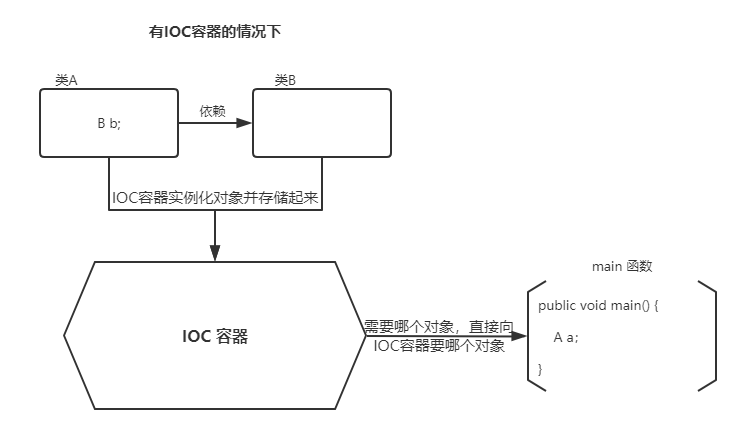 有IOC容器的情况下
类A
类B
B b;
依赖
IOC容器实例化对象并存储起来
IOC 容器
需要哪个对象，直接向
IOC容器要哪个对象
main 函数
public void main() {
A a;
}